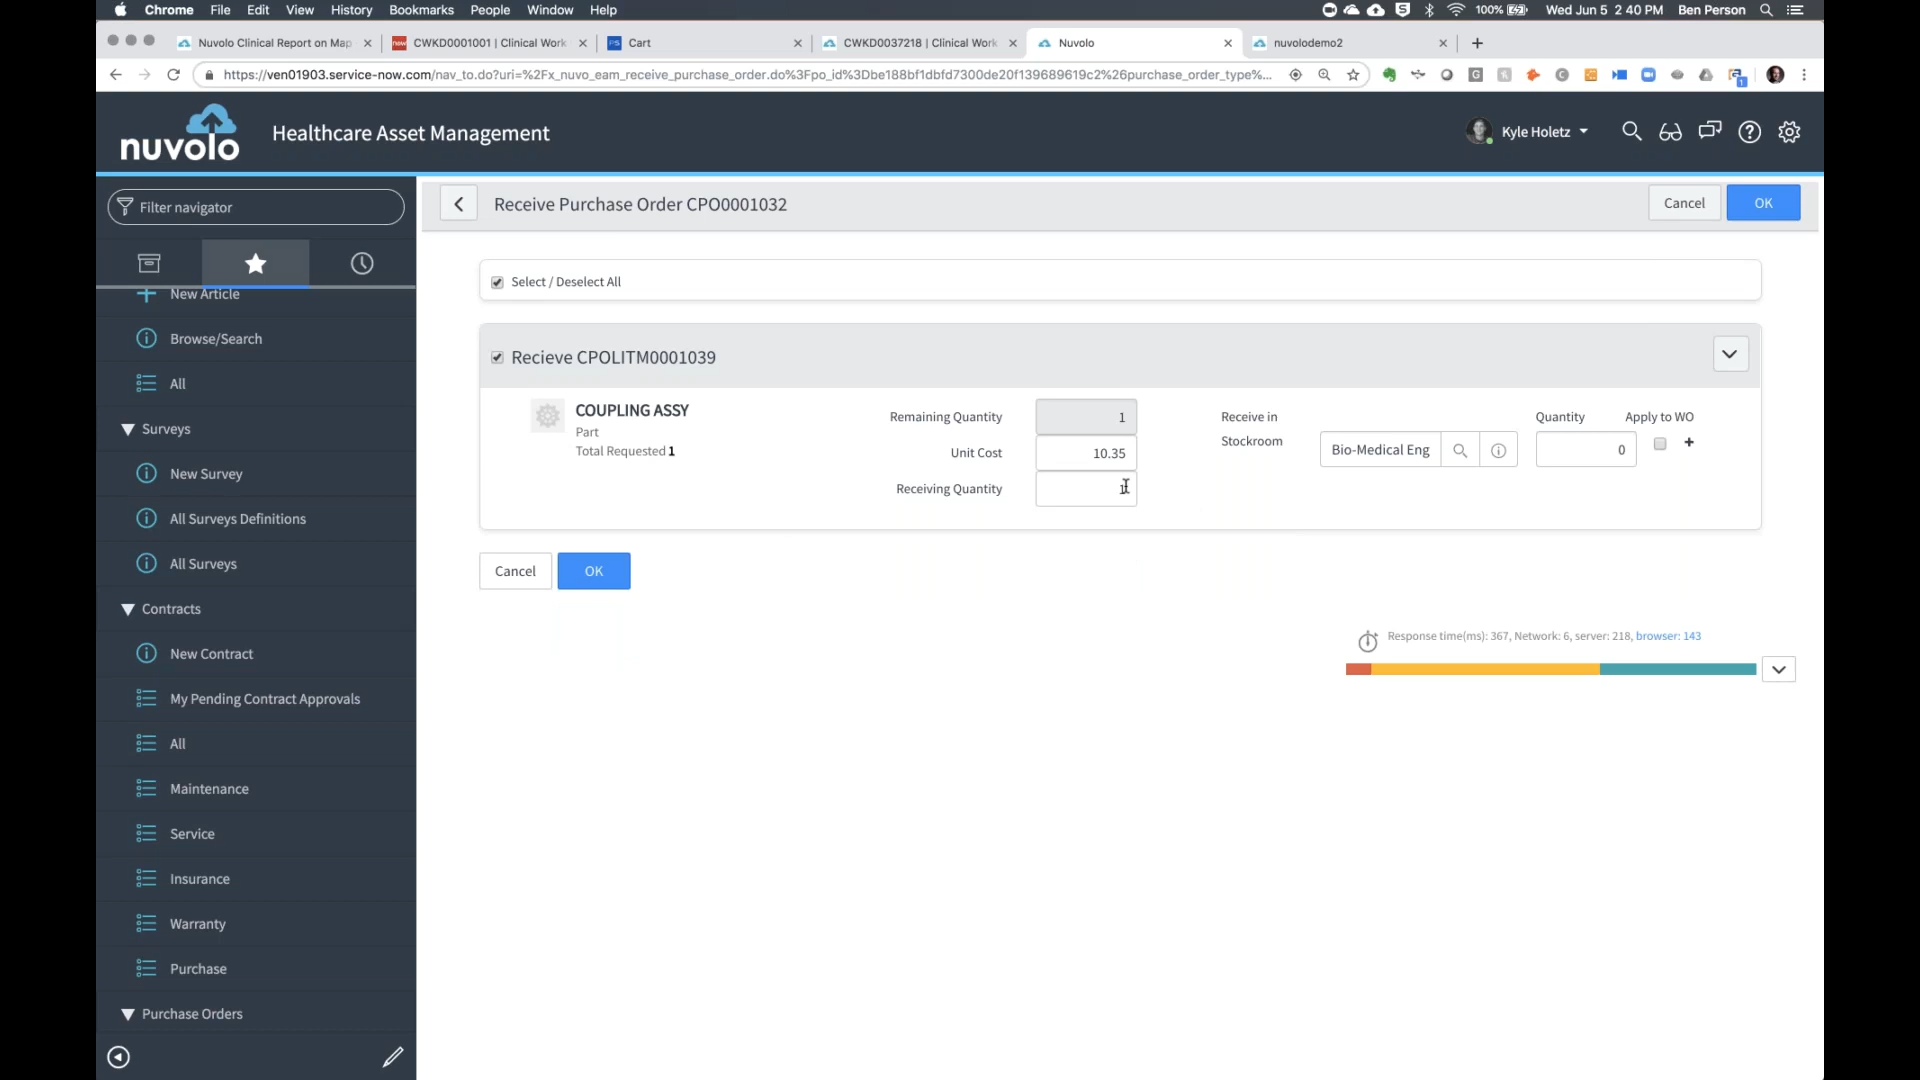 Chrome File Edit View History Bookmarks People Window Help 100% Wed Jun 5 2:40 PM Ben Person
Nuvolo Clinical Report on Map
CWKD0001001 | Clinical Work
Cart
CWKD0037218 | Clinical Work
Nuvolo
nuvolodemo2
https://ven01903.service-now.com/nav_to.do?uri=%2Fx_nuvo_eam_receive_purchase_order.do%3Fpo_id%3Dbe188bf1dbfd7300de20f139689619c2%26purchase_order_type%...
nuvolo
Healthcare Asset Management
Kyle Holetz
Filter navigator
Receive Purchase Order CPO0001032
Cancel
OK
New Article
Browse/Search
All
Surveys
New Survey
All Surveys Definitions
All Surveys
Contracts
New Contract
My Pending Contract Approvals
All
Maintenance
Service
Insurance
Warranty
Purchase
Purchase Orders
Select / Deselect All
Recieve CPOLITM0001039
COUPLING ASSY
Part
Total Requested 1
Remaining Quantity 1
Unit Cost 10.35
Receiving Quantity 1
Receive in
Stockroom
Bio-Medical Eng
Quantity
0
Apply to WO
Cancel
OK
Response time(ms): 367, Network: 6, server: 218, browser: 143